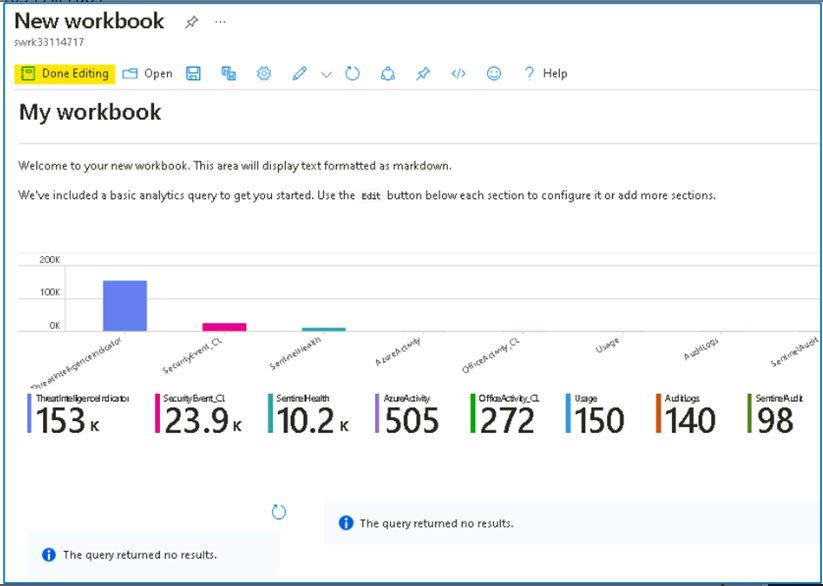 New workbook
swrk33114717
Done Editing Open Help
My workbook
Welcome to your new workbook. This area will display text formatted as markdown.
We've included a basic analytics query to get you started. Use the Edit button below each section to configure it or add more sections.
200K
100K
0K
ThreatIntelligenceIndicator SecurityEvent_CL SentinelHealth AzureActivity OfficeActivity_CL Usage AuditLogs SentinelAudit
ThreatIntelligenceIndicator SecurityEvent_CL SentinelHealth AzureActivity OfficeActivity_CL Usage AuditLogs SentinelAudit
153 K 23.9 K 10.2 K 505 272 150 140 98
The query returned no results.
The query returned no results.